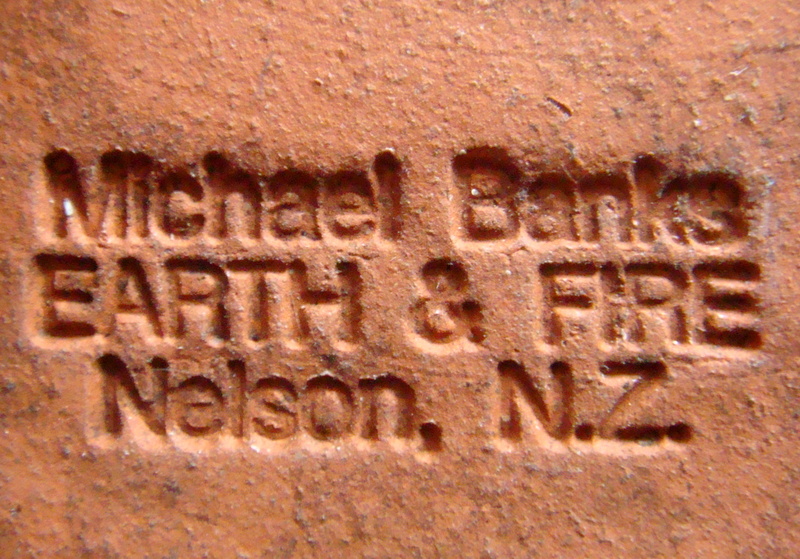 Michael Banks
EARTH & FIRE
Nelson, N.Z.